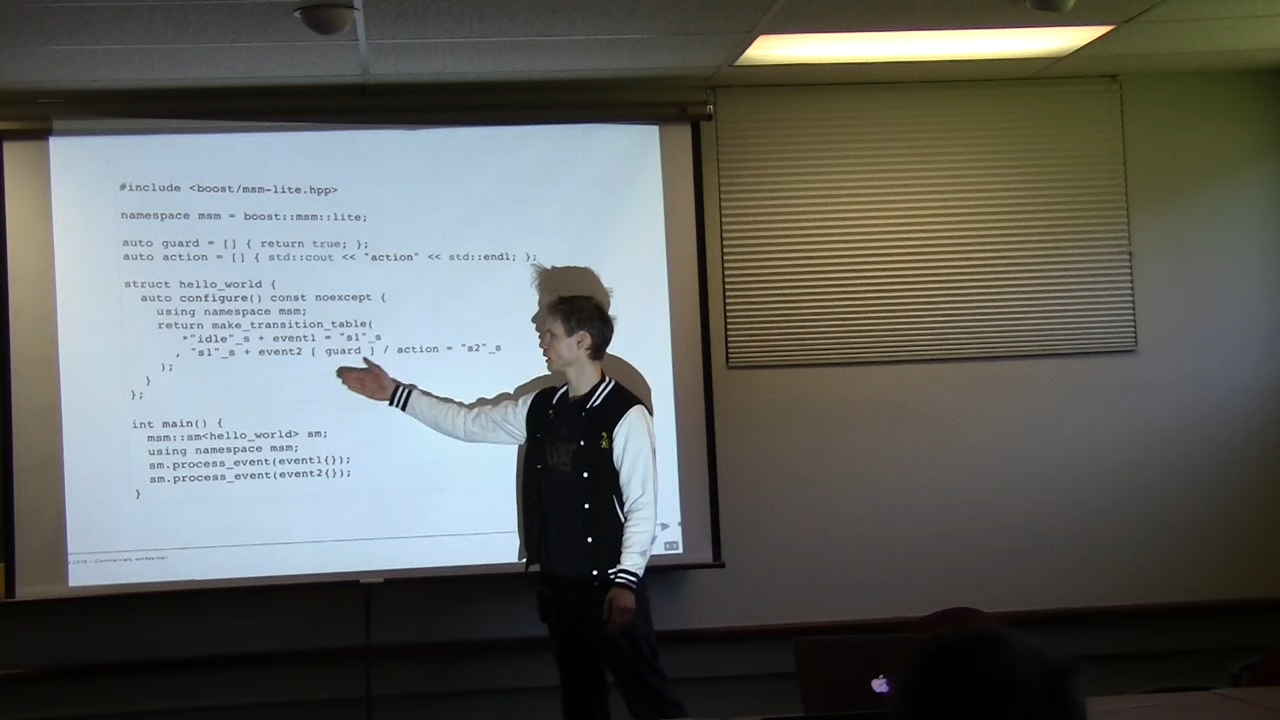 #include <boost/msm-lite.hpp>
namespace msm = boost::msm::lite;
auto guard = [] { return true; };
auto action = [] { std::cout << "action" << std::endl; };
struct hello_world {
auto configure() const noexcept {
using namespace msm;
return make_transition_table(
*"idle"_s + event1 = "s1"_s
, "s1"_s + event2 [ guard ] / action = "s2"_s
);
}
};
int main() {
msm::sm<hello_world> sm;
using namespace msm;
sm.process_event(event1{});
sm.process_event(event2{});
}